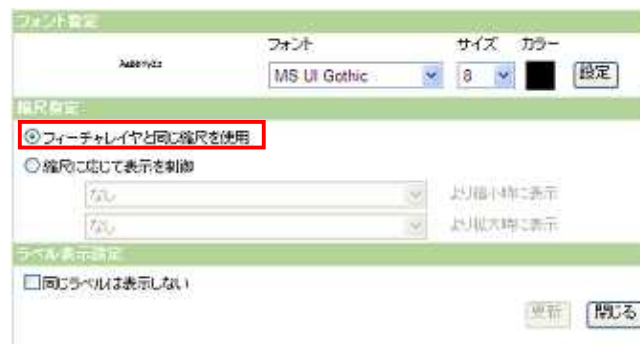 フォント指定
フォント サイズ カラー
AaBbYyZz
MS UI Gothic 8 設定
縮尺指定
フィーチャレイヤと同じ縮尺を使用
縮尺に応じて表示を制御
なし より縮小時に表示
なし より拡大時に表示
ラベル表示設定
同じラベルは表示しない
更新 閉じる